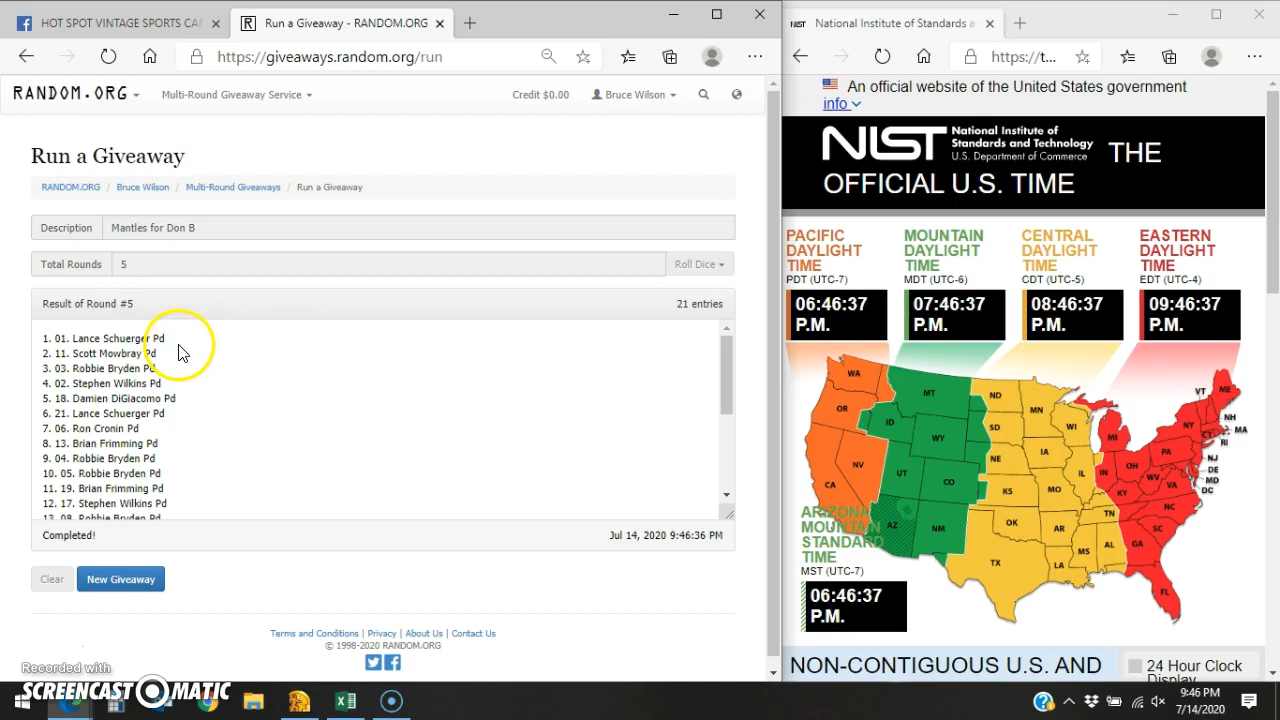 HOT SPOT VINTAGE SPORTS CA
Run a Giveaway - RANDOM.ORG
https://giveaways.random.org/run
RANDOM.ORG
Multi-Round Giveaway Service
Credit $0.00
Bruce Wilson
Run a Giveaway
RANDOM.ORG / Bruce Wilson / Multi-Round Giveaways / Run a Giveaway
Description Mantles for Don B
Total Rounds 5 Roll Dice
Result of Round #5 21 entries
1. 01. Lance Schuerger Pd
2. 11. Scott Mowbray Pd
3. 03. Robbie Bryden Pd
4. 02. Stephen Wilkins Pd
5. 18. Damien DiGiacomo Pd
6. 21. Lance Schuerger Pd
7. 06. Ron Cronin Pd
8. 13. Brian Frimming Pd
9. 04. Robbie Bryden Pd
10. 05. Robbie Bryden Pd
11. 19. Brian Frimming Pd
12. 17. Stephen Wilkins Pd
13. 08. Robbie Bryden Pd
Completed! Jul 14, 2020 9:46:36 PM
Clear New Giveaway
Terms and Conditions | Privacy | About Us | Contact Us
© 1998-2020 RANDOM.ORG
Recorded with
SCREENCAST MATIC
NIST National Institute of Standards a
https://t...
An official website of the United States government
info
NIST
National Institute of
Standards and Technology
U.S. Department of Commerce
THE
OFFICIAL U.S. TIME
PACIFIC
DAYLIGHT
TIME
PDT (UTC-7)
06:46:37
P.M.
MOUNTAIN
DAYLIGHT
TIME
MDT (UTC-6)
07:46:37
P.M.
CENTRAL
DAYLIGHT
TIME
CDT (UTC-5)
08:46:37
P.M.
EASTERN
DAYLIGHT
TIME
EDT (UTC-4)
09:46:37
P.M.
WA
OR
NV
CA
MT
ID
WY
UT
CO
AZ
NM
ND
SD
NE
KS
OK
TX
MN
IA
MO
AR
LA
WI
IL
TN
MS
AL
MI
IN
OH
KY
WV
VA
PA
NY
NC
SC
GA
FL
VT
ME
NH
MA
RI
CT
NJ
DE
MD
DC
ARIZONA
MOUNTAIN
STANDARD
TIME
MST (UTC-7)
06:46:37
P.M.
NON-CONTIGUOUS U.S. AND
24 Hour Clock
Display
9:46 PM
7/14/2020